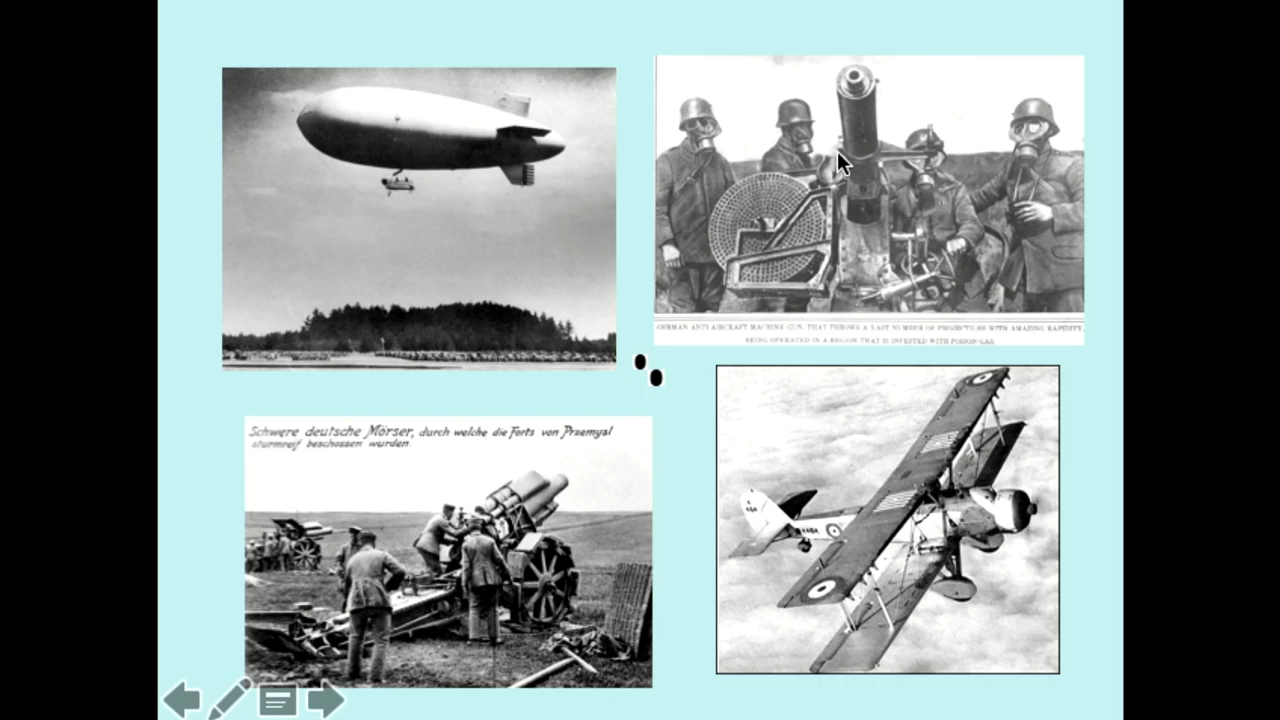 GERMAN ANTI-AIRCRAFT MACHINE GUN, THAT THROWS A VAST NUMBER OF PROJECTILES WITH AMAZING RAPIDITY,
BEING OPERATED IN A REGION THAT IS INFESTED WITH POISON GAS.
Schwere deutsche Mörser, durch welche die Forts von Przemysl
sturmreif beschossen wurden.